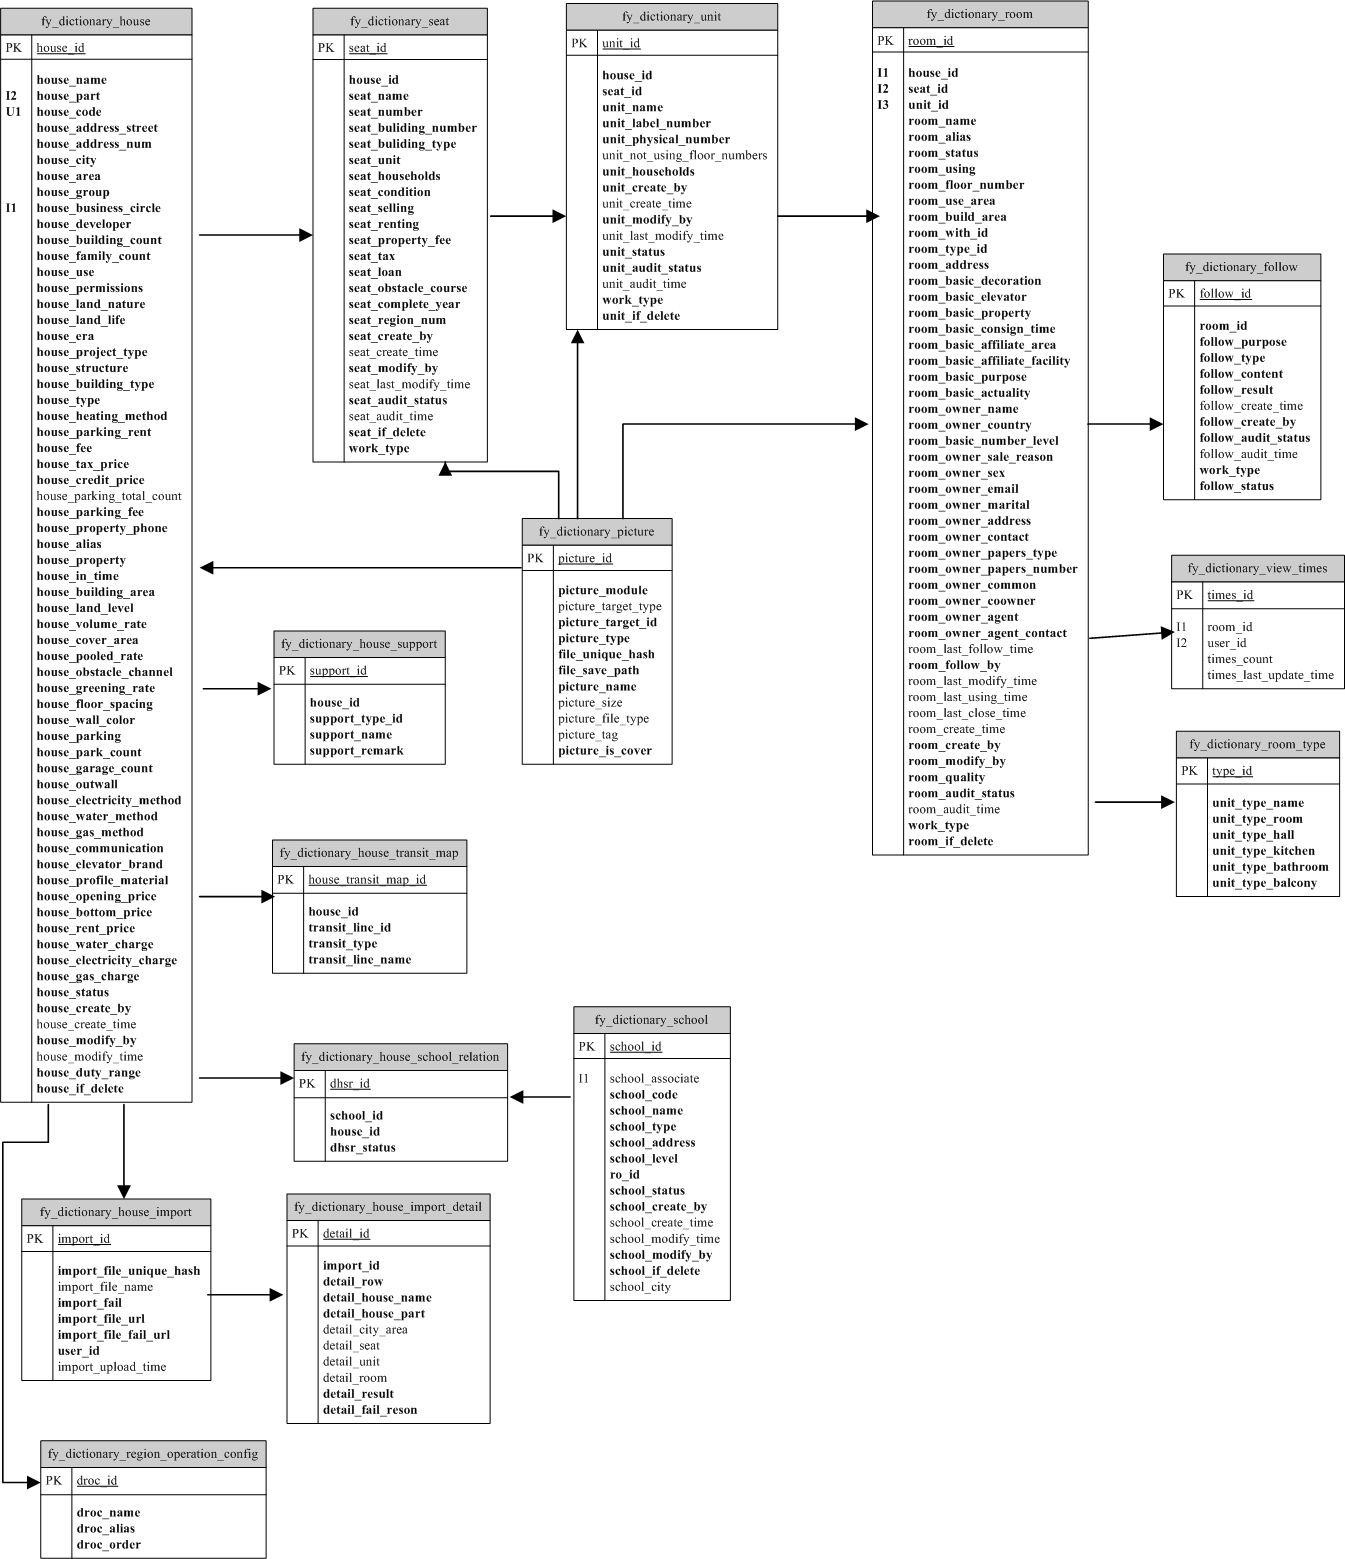 fy_dictionary_house
PK house_id
house_name
I2 house_part
U1 house_code
house_address_street
house_address_num
house_city
house_area
house_group
I1 house_business_circle
house_developer
house_building_count
house_family_count
house_use
house_permissions
house_land_nature
house_land_life
house_era
house_project_type
house_structure
house_building_type
house_type
house_heating_method
house_parking_rent
house_fee
house_tax_price
house_credit_price
house_parking_total_count
house_parking_fee
house_property_phone
house_alias
house_property
house_in_time
house_building_area
house_land_level
house_volume_rate
house_cover_area
house_pooled_rate
house_obstacle_channel
house_greening_rate
house_floor_spacing
house_wall_color
house_parking
house_park_count
house_garage_count
house_outwall
house_electricity_method
house_water_method
house_gas_method
house_communication
house_elevator_brand
house_profile_material
house_opening_price
house_bottom_price
house_rent_price
house_water_charge
house_electricity_charge
house_gas_charge
house_status
house_create_by
house_create_time
house_modify_by
house_modify_time
house_duty_range
house_if_delete
fy_dictionary_seat
PK seat_id
house_id
seat_name
seat_number
seat_buliding_number
seat_buliding_type
seat_unit
seat_households
seat_condition
seat_selling
seat_renting
seat_property_fee
seat_tax
seat_loan
seat_obstacle_course
seat_complete_year
seat_region_num
seat_create_by
seat_create_time
seat_modify_by
seat_last_modify_time
seat_audit_status
seat_audit_time
seat_if_delete
work_type
fy_dictionary_unit
PK unit_id
house_id
seat_id
unit_name
unit_label_number
unit_physical_number
unit_not_using_floor_numbers
unit_households
unit_create_by
unit_create_time
unit_modify_by
unit_last_modify_time
unit_status
unit_audit_status
unit_audit_time
work_type
unit_if_delete
fy_dictionary_room
PK room_id
I1 house_id
I2 seat_id
I3 unit_id
room_name
room_alias
room_status
room_using
room_floor_number
room_use_area
room_build_area
room_with_id
room_type_id
room_address
room_basic_decoration
room_basic_elevator
room_basic_property
room_basic_consign_time
room_basic_affiliate_area
room_basic_affiliate_facility
room_basic_purpose
room_basic_actuality
room_owner_name
room_owner_country
room_basic_number_level
room_owner_sale_reason
room_owner_sex
room_owner_email
room_owner_marital
room_owner_address
room_owner_contact
room_owner_papers_type
room_owner_papers_number
room_owner_common
room_owner_coowner
room_owner_agent
room_owner_agent_contact
room_last_follow_time
room_follow_by
room_last_modify_time
room_last_using_time
room_last_close_time
room_create_time
room_create_by
room_modify_by
room_quality
room_audit_status
room_audit_time
work_type
room_if_delete
fy_dictionary_follow
PK follow_id
room_id
follow_purpose
follow_type
follow_content
follow_result
follow_create_time
follow_create_by
follow_audit_status
follow_audit_time
work_type
follow_status
fy_dictionary_picture
PK picture_id
picture_module
picture_target_type
picture_target_id
picture_type
file_unique_hash
file_save_path
picture_name
picture_size
picture_file_type
picture_tag
picture_is_cover
fy_dictionary_view_times
PK times_id
I1 room_id
I2 user_id
times_count
times_last_update_time
fy_dictionary_house_support
PK support_id
house_id
support_type_id
support_name
support_remark
fy_dictionary_room_type
PK type_id
unit_type_name
unit_type_room
unit_type_hall
unit_type_kitchen
unit_type_bathroom
unit_type_balcony
fy_dictionary_house_transit_map
PK house_transit_map_id
house_id
transit_line_id
transit_type
transit_line_name
fy_dictionary_school
PK school_id
I1 school_associate
school_code
school_name
school_type
school_address
school_level
ro_id
school_status
school_create_by
school_create_time
school_modify_time
school_modify_by
school_if_delete
school_city
fy_dictionary_house_school_relation
PK dhsr_id
school_id
house_id
dhsr_status
fy_dictionary_house_import
PK import_id
import_file_unique_hash
import_file_name
import_fail
import_file_url
import_file_fail_url
user_id
import_upload_time
fy_dictionary_house_import_detail
PK detail_id
import_id
detail_row
detail_house_name
detail_house_part
detail_city_area
detail_seat
detail_unit
detail_room
detail_result
detail_fail_reson
fy_dictionary_region_operation_config
PK droc_id
droc_name
droc_alias
droc_order